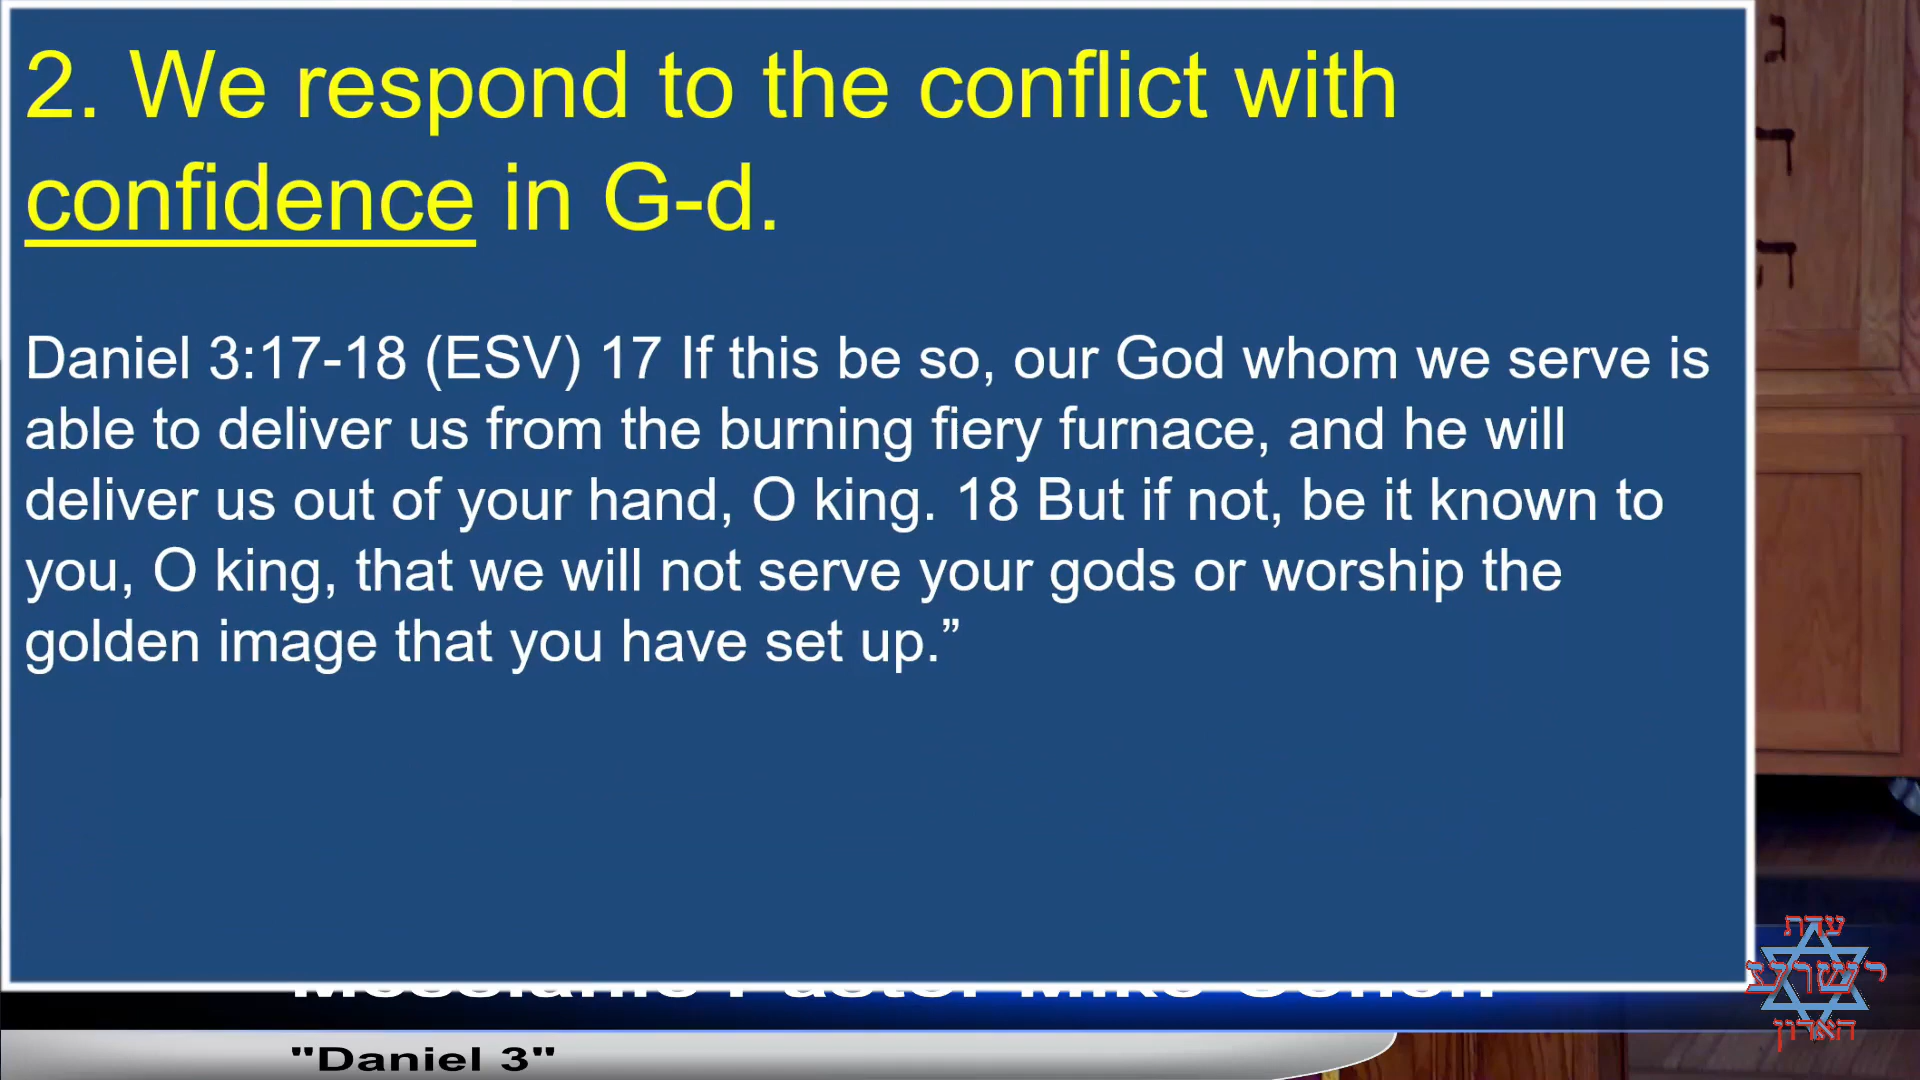 2. We respond to the conflict with
confidence in G-d.
Daniel 3:17-18 (ESV) 17 If this be so, our God whom we serve is
able to deliver us from the burning fiery furnace, and he will
deliver us out of your hand, O king. 18 But if not, be it known to
you, O king, that we will not serve your gods or worship the
golden image that you have set up.”
"Daniel 3"
עדת
ישוע
האדון